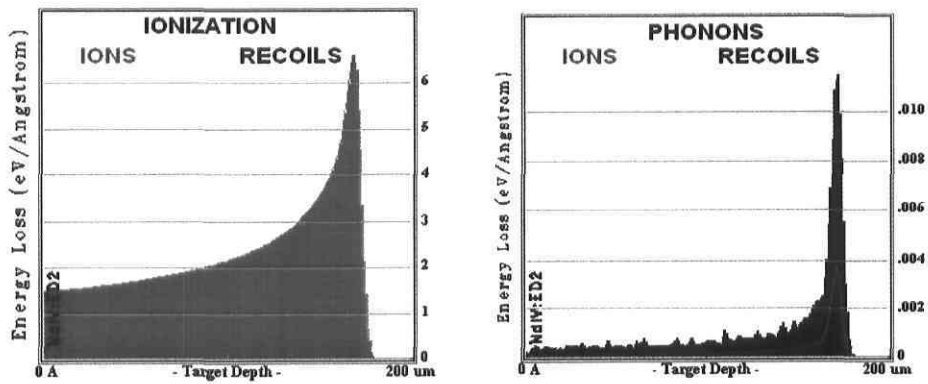 IONIZATION
IONS RECOILS
Energy Loss (eV/Angstrom)
6
5
4
3
2
1
0
0 A - Target Depth - 200 um
PHONONS
IONS RECOILS
Energy Loss (eV/Angstrom)
.010
.008
.006
.004
.002
0
NdIV:ED2
0 A - Target Depth - 200 um